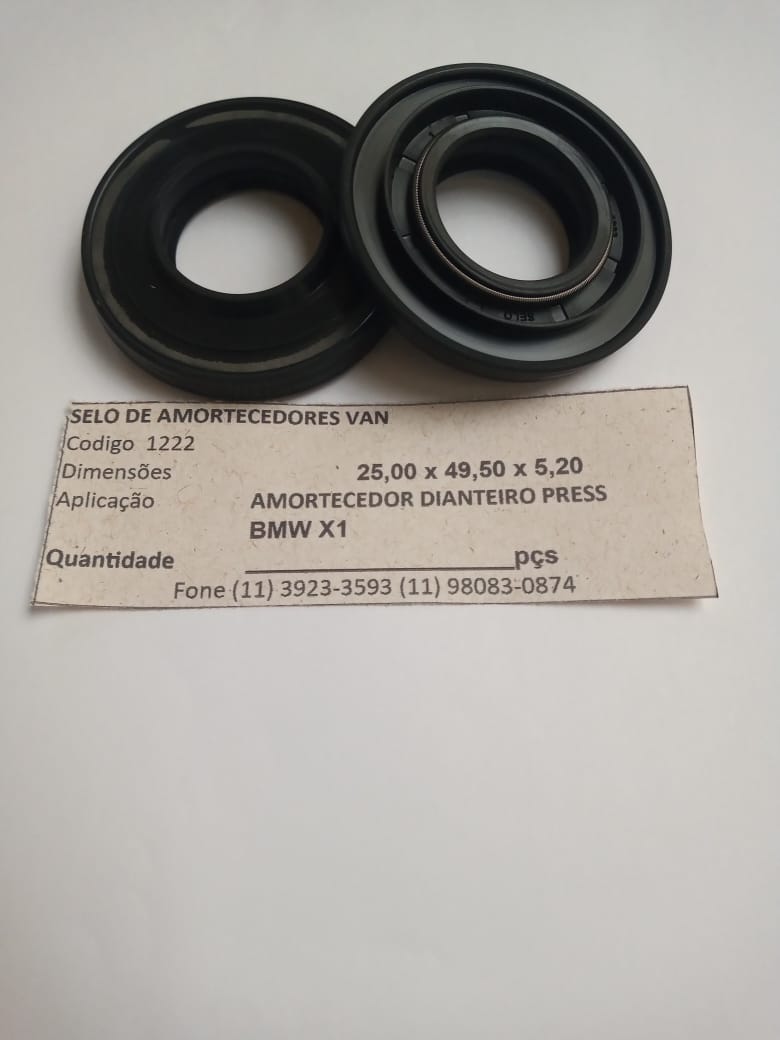 SELO
SELO DE AMORTECEDORES VAN
Codigo 1222
Dimensões 25,00 x 49,50 x 5,20
Aplicação AMORTECEDOR DIANTEIRO PRESS
BMW X1
Quantidade ____________________pçs
Fone (11) 3923-3593 (11) 98083-0874